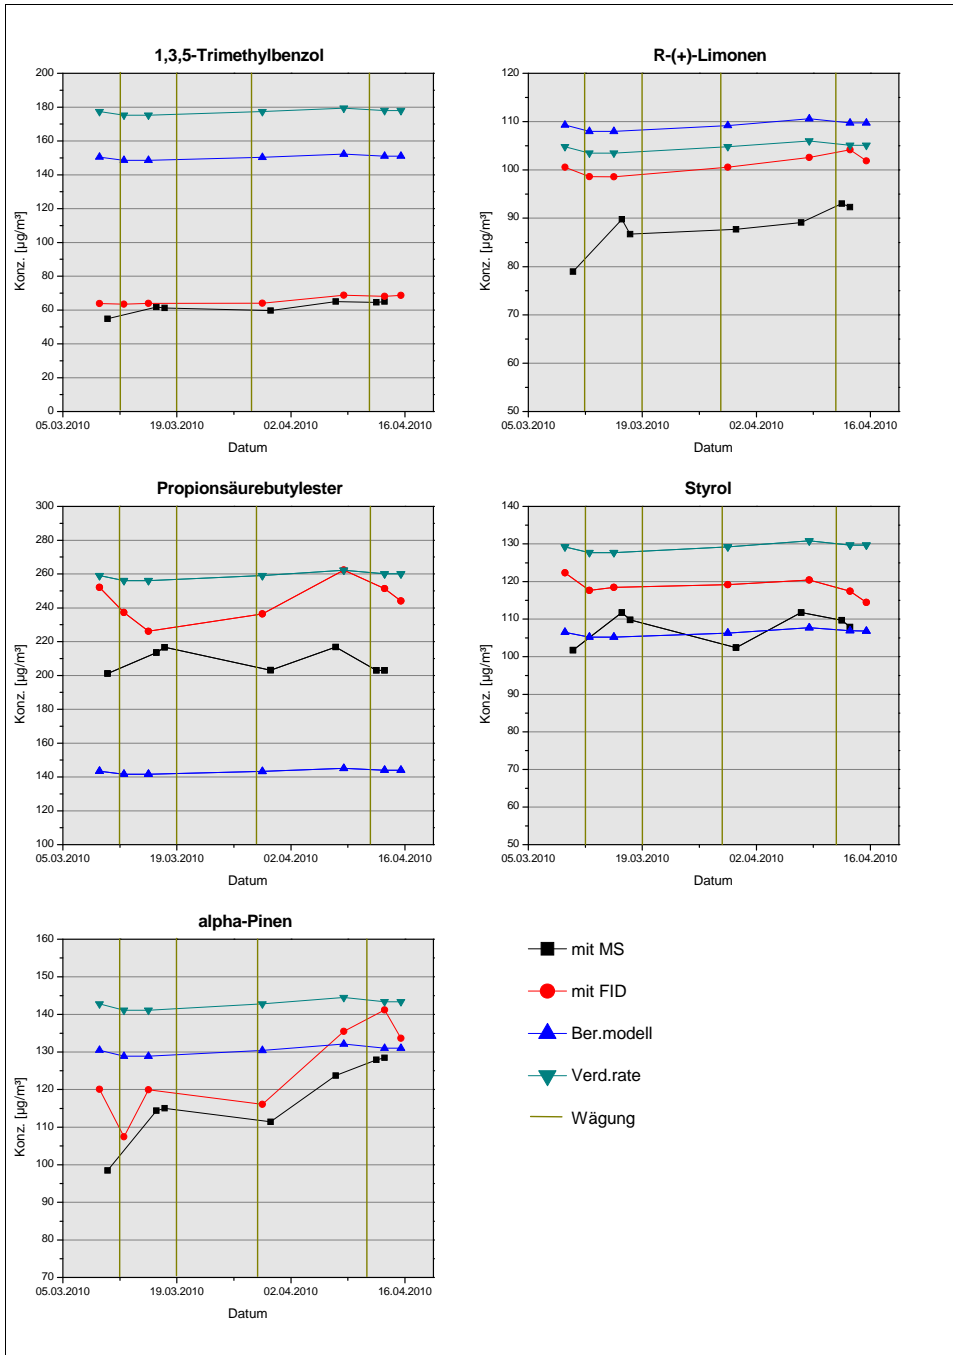 1,3,5-Trimethylbenzol
200
180
160
140
120
100
80
60
40
20
0
Konz. [µg/m³]
05.03.2010 19.03.2010 02.04.2010 16.04.2010
Datum
R-(+)-Limonen
120
110
100
90
80
70
60
50
Konz. [µg/m³]
05.03.2010 19.03.2010 02.04.2010 16.04.2010
Datum
Propionsäurebutylester
300
280
260
240
220
200
180
160
140
120
100
Konz. [µg/m³]
05.03.2010 19.03.2010 02.04.2010 16.04.2010
Datum
Styrol
140
130
120
110
100
90
80
70
60
50
Konz. [µg/m³]
05.03.2010 19.03.2010 02.04.2010 16.04.2010
Datum
alpha-Pinen
160
150
140
130
120
110
100
90
80
70
Konz. [µg/m³]
05.03.2010 19.03.2010 02.04.2010 16.04.2010
Datum
mit MS
mit FID
Ber.modell
Verd.rate
Wägung